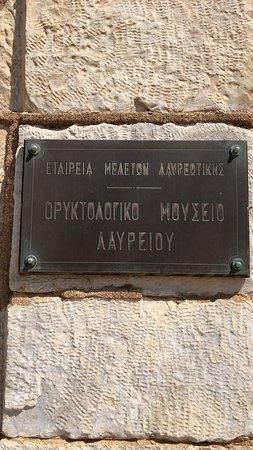 ΕΤΑΙΡΕΙΑ ΜΕΛΕΤΩΝ ΛΑΥΡΕΩΤΙΚΗΣ
ΟΡΥΚΤΟΛΟΓΙΚΟ ΜΟΥΣΕΙΟ
ΛΑΥΡΕΙΟΥ